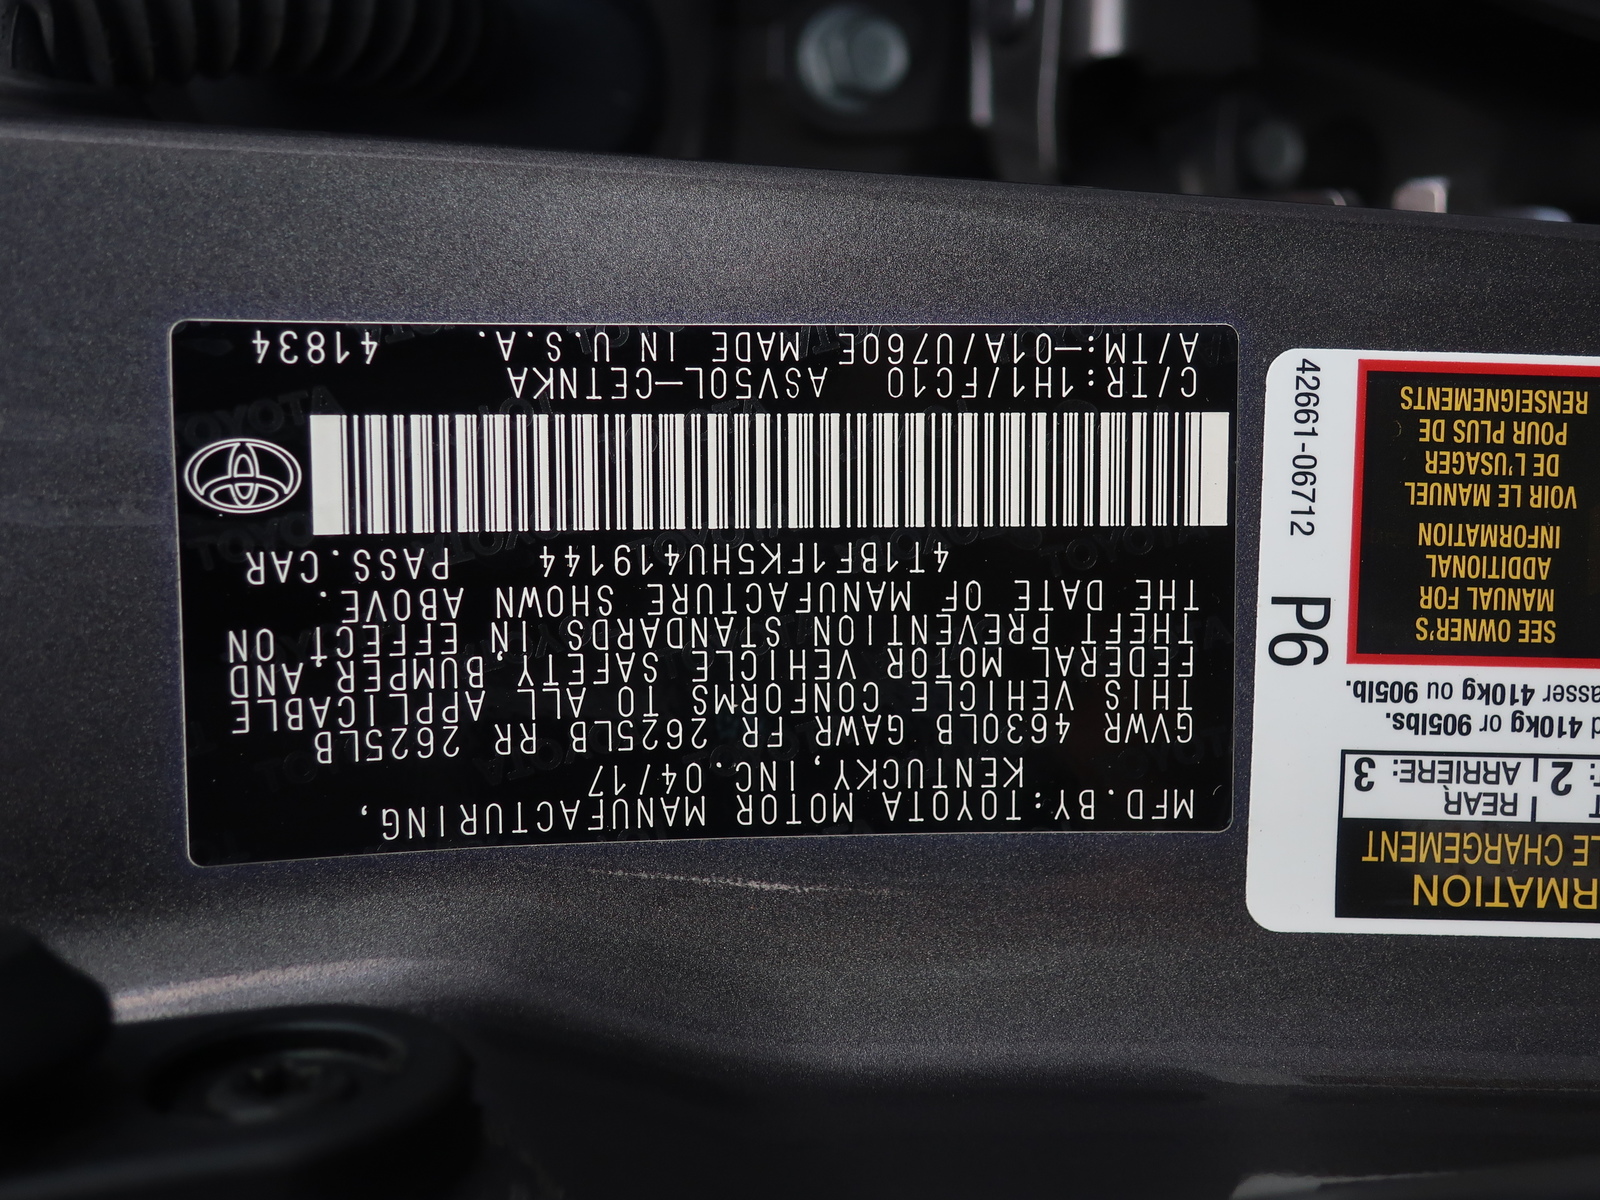 MFD.BY:TOYOTA MOTOR MANUFACTURING,
KENTUCKY,INC.04/17
GVWR 4630LB GAWR FR 2625LB RR 2625LB
THIS VEHICLE CONFORMS TO ALL APPLICABLE
FEDERAL MOTOR VEHICLE SAFETY,BUMPER,AND
THEFT PREVENTION STANDARDS IN EFFECT ON
THE DATE OF MANUFACTURE SHOWN ABOVE.
4T1BF1FK5HU419144 PASS.CAR
C/TR:1H1/FC10 ASV50L-CETNKA
A/TM:-01A/U760E MADE IN U.S.A. 41834
RMATION
LE CHARGEMENT
REAR
2 ARRIÈRE: 3
d 410kg or 905lbs.
asser 410kg ou 905lb.
SEE OWNER'S
MANUAL FOR
ADDITIONAL
INFORMATION
VOIR LE MANUEL
DE L'USAGER
POUR PLUS DE
RENSEIGNEMENTS
P6
42661-06712